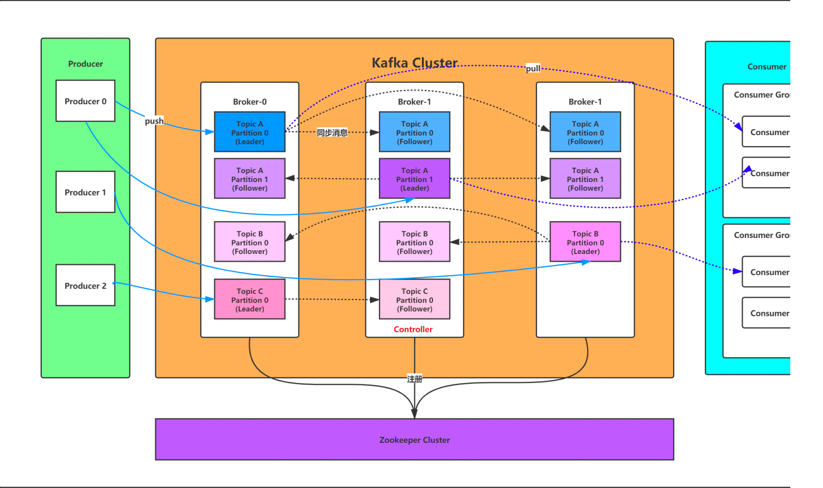 Kafka Cluster
Producer
Consumer
pull
Producer 0
push
Broker-0
Broker-1
Broker-1
Consumer Grou
Topic A
Partition 0
(Leader)
同步消息
Topic A
Partition 0
(Follower)
Topic A
Partition 0
(Follower)
Consumer
Topic A
Partition 1
(Follower)
Topic A
Partition 1
(Leader)
Topic A
Partition 1
(Follower)
Consumer
Producer 1
Topic B
Partition 0
(Follower)
Topic B
Partition 0
(Follower)
Topic B
Partition 0
(Leader)
Consumer Grou
Consumer
Producer 2
Topic C
Partition 0
(Leader)
Topic C
Partition 0
(Follower)
Consumer
Controller
注册
Zookeeper Cluster